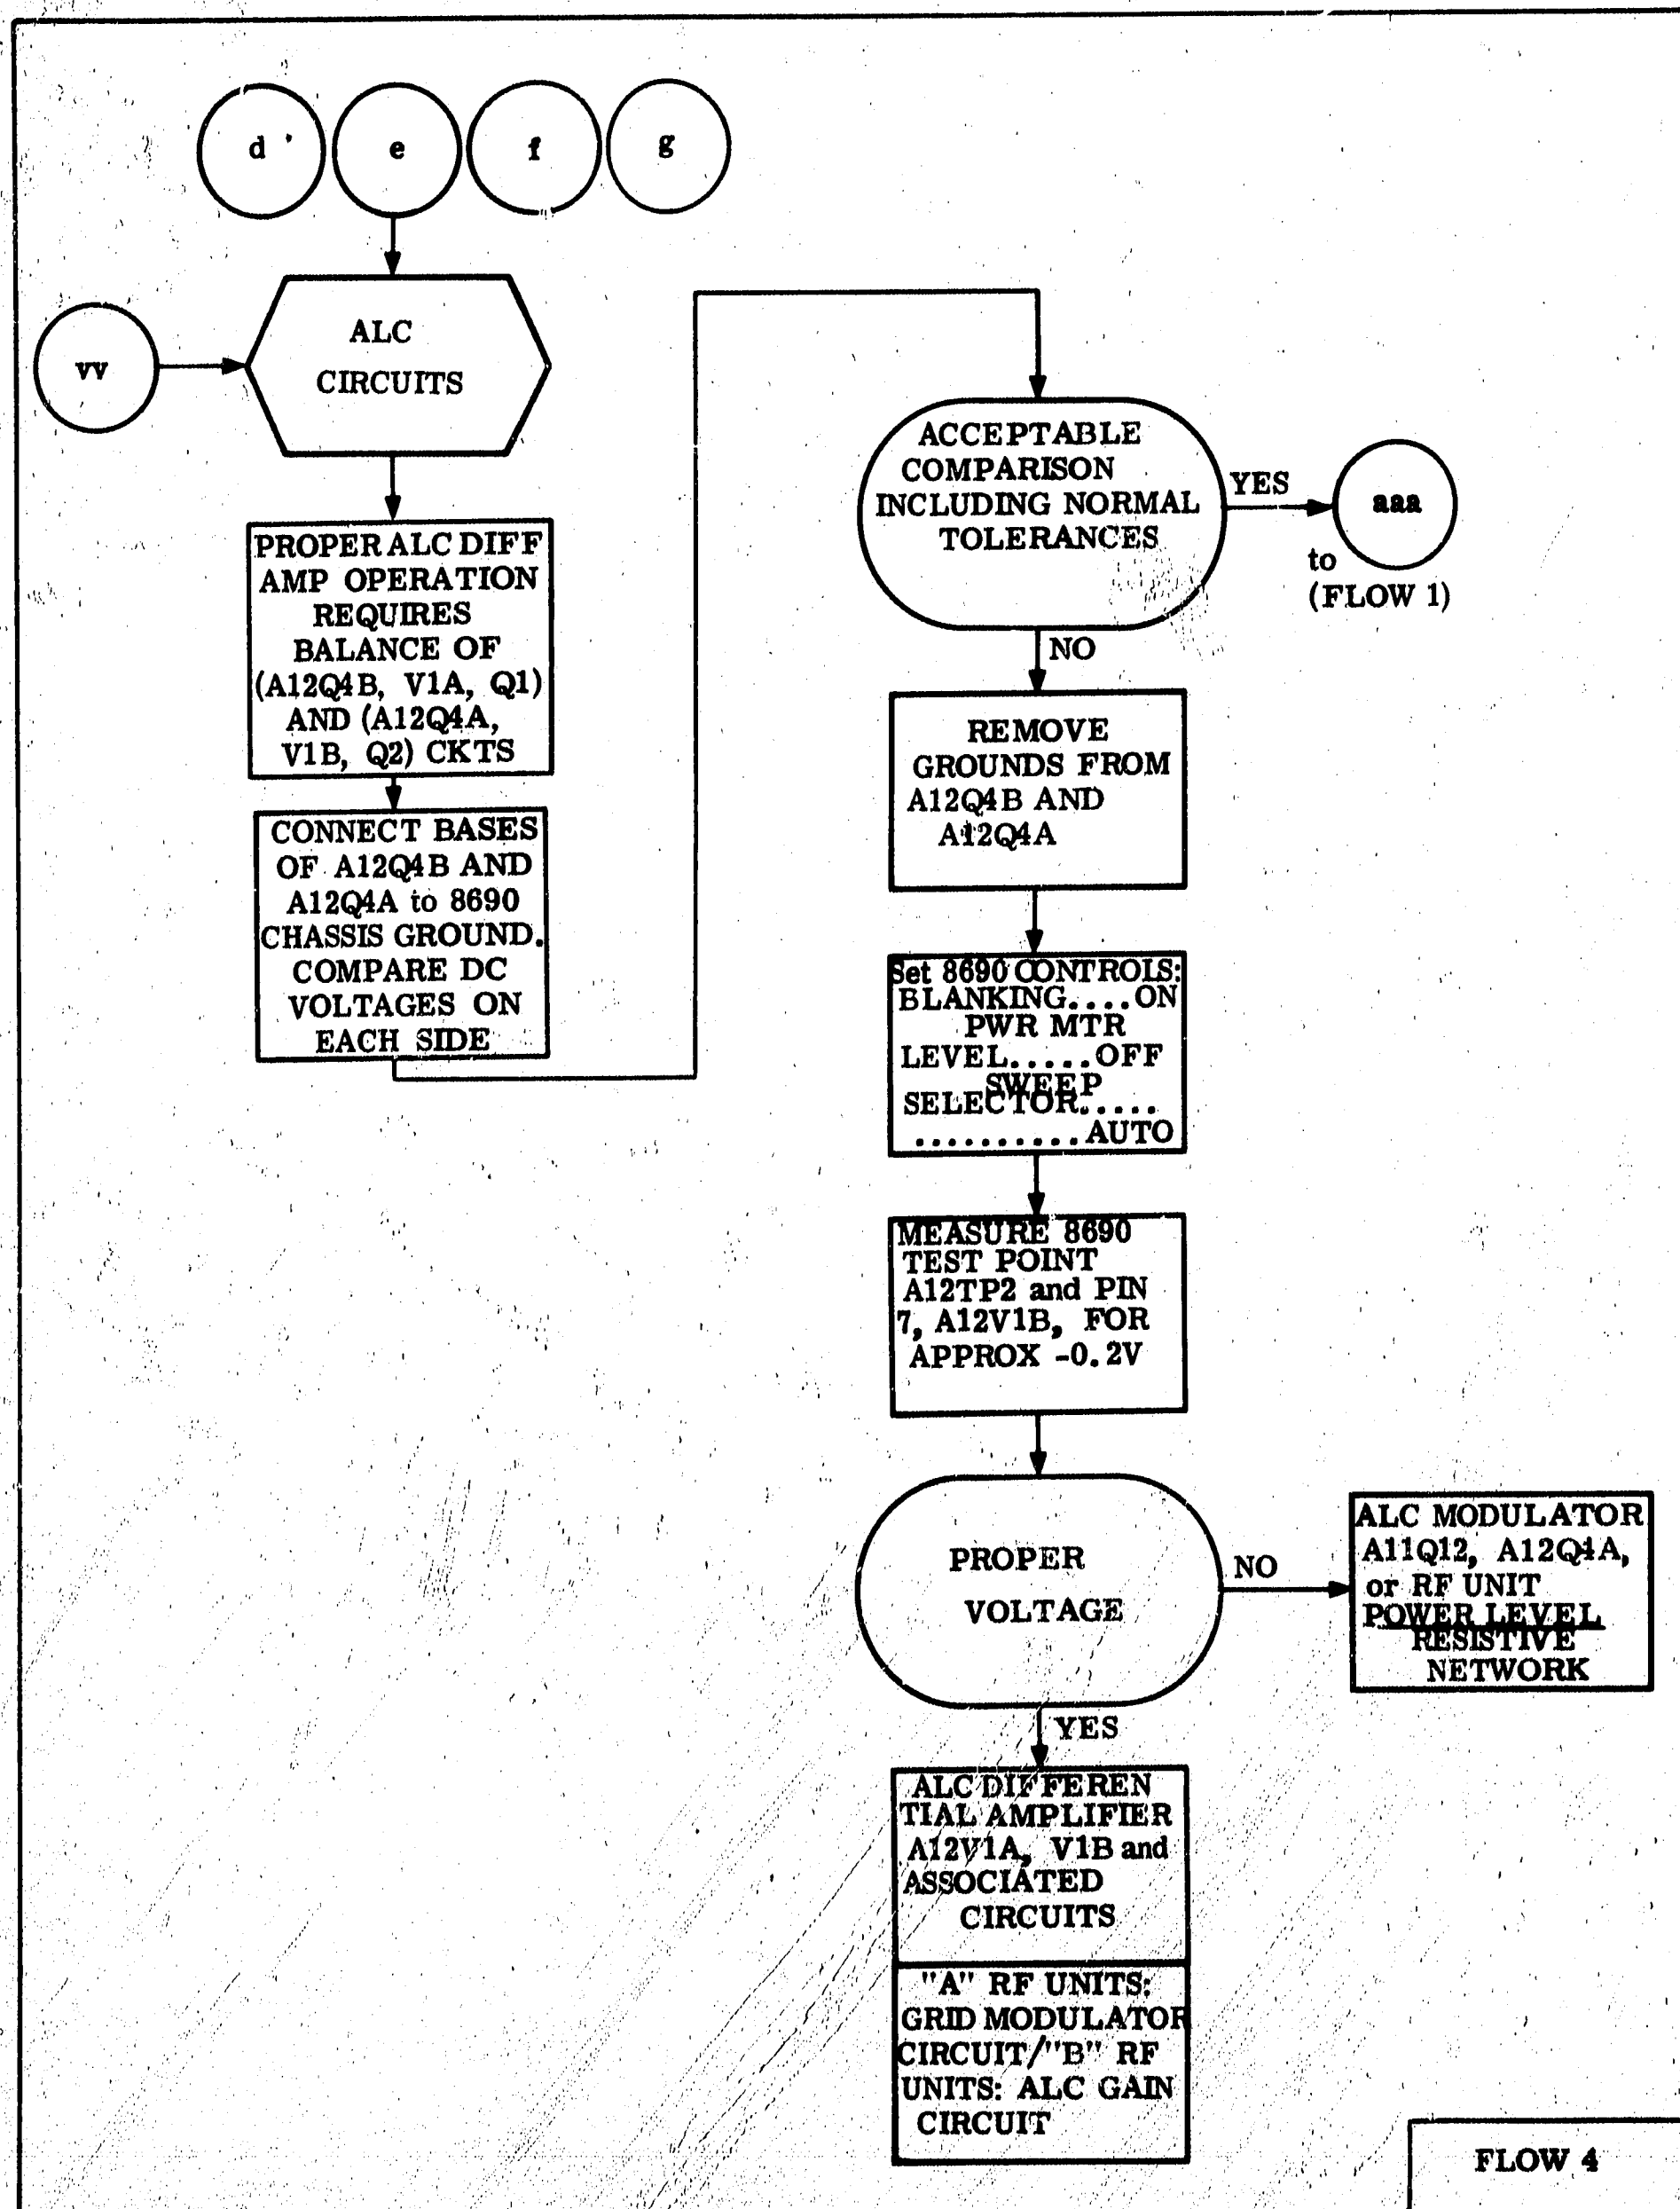 d
e
f
g
vv
ALC
CIRCUITS
PROPER ALC DIFF
AMP OPERATION
REQUIRES
BALANCE OF
(A12Q4B, V1A, Q1)
AND (A12Q4A,
V1B, Q2) CKTS
CONNECT BASES
OF A12Q4B AND
A12Q4A to 8690
CHASSIS GROUND.
COMPARE DC
VOLTAGES ON
EACH SIDE
ACCEPTABLE
COMPARISON
INCLUDING NORMAL
TOLERANCES
YES
aaa
to
(FLOW 1)
NO
REMOVE
GROUNDS FROM
A12Q4B AND
A12Q4A
Set 8690 CONTROLS:
BLANKING....ON
PWR MTR
LEVEL.....OFF
SWEEP
SELECTOR.....
..........AUTO
MEASURE 8690
TEST POINT
A12TP2 and PIN
7, A12V1B, FOR
APPROX -0.2V
PROPER
VOLTAGE
NO
ALC MODULATOR
A11Q12, A12Q4A,
or RF UNIT
POWER LEVEL
RESISTIVE
NETWORK
YES
ALC DIFFEREN
TIAL AMPLIFIER
A12V1A, V1B and
ASSOCIATED
CIRCUITS
"A" RF UNITS:
GRID MODULATOR
CIRCUIT/"B" RF
UNITS: ALC GAIN
CIRCUIT
FLOW 4